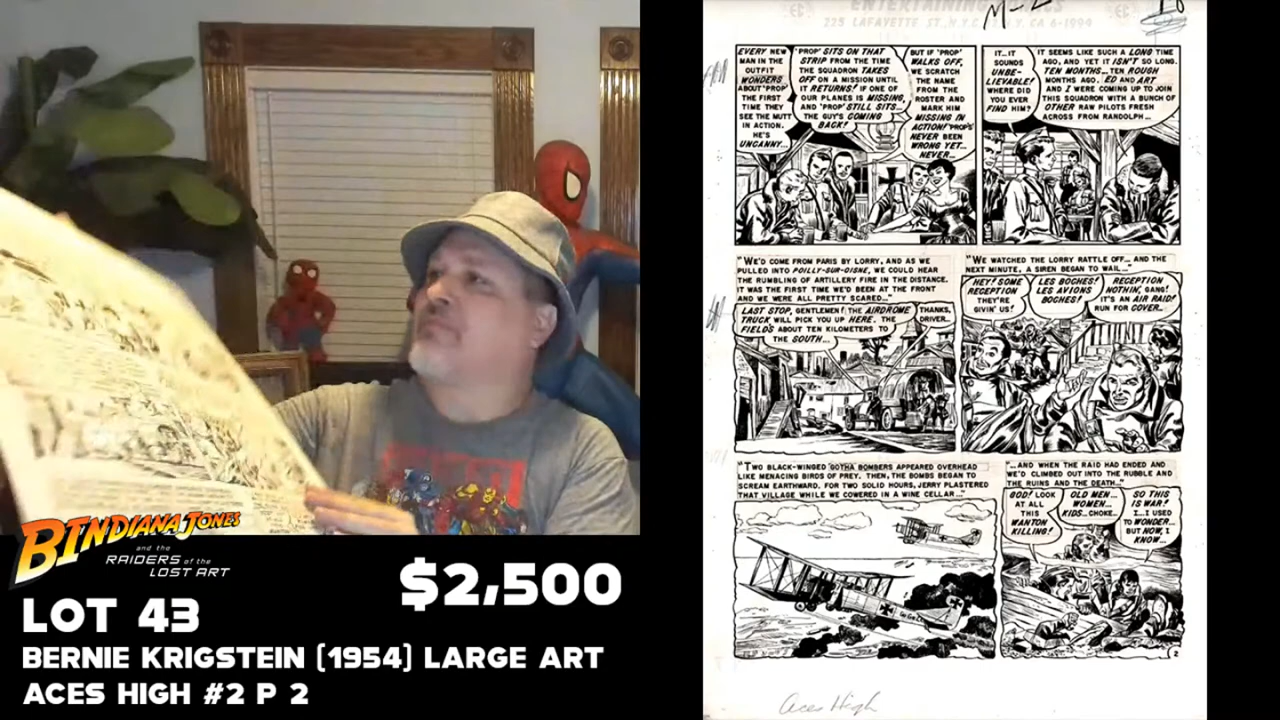 BINDIANA JONES
and the
RAIDERS of the
LOST ART
$2,500
LOT 43
BERNIE KRIGSTEIN (1954) LARGE ART
ACES HIGH #2 P 2
ENTERTAINING
225 LAFAYETTE ST., N.Y.C. N.Y. CA 6-1994
EVERY NEW
MAN IN THE
OUTFIT
WONDERS
ABOUT 'PROP'
THE FIRST
TIME THEY
SEE THE MUTT
IN ACTION.
HE'S
UNCANNY...
'PROP' SITS ON THAT
STRIP FROM THE TIME
THE SQUADRON TAKES
OFF ON A MISSION UNTIL
IT RETURNS! IF ONE OF
OUR PLANES IS MISSING,
AND 'PROP' STILL SITS...
THE GUY'S COMING
BACK!
BUT IF 'PROP'
WALKS OFF,
WE SCRATCH
THE NAME
FROM THE
ROSTER AND
MARK HIM
MISSING IN
ACTION! 'PROP'S
NEVER BEEN
WRONG YET...
NEVER...
IT...IT
SOUNDS
UNBE-
LIEVABLE!
WHERE DID
YOU EVER
FIND HIM?
IT SEEMS LIKE SUCH A LONG TIME
AGO, AND YET IT ISN'T SO LONG.
TEN MONTHS...TEN ROUGH
MONTHS AGO. ED AND ART
AND I WERE COMING UP TO JOIN
THIS SQUADRON WITH A BUNCH OF
OTHER RAW PILOTS FRESH
ACROSS FROM RANDOLPH...
"WE'D COME FROM PARIS BY LORRY, AND AS WE
PULLED INTO POILLY-SUR-OISNE, WE COULD HEAR
THE RUMBLING OF ARTILLERY FIRE IN THE DISTANCE.
IT WAS THE FIRST TIME WE'D BEEN AT THE FRONT
AND WE WERE ALL PRETTY SCARED..."
LAST STOP, GENTLEMEN! THE AIRDROME
TRUCK WILL PICK YOU UP HERE. THE
FIELD'S ABOUT TEN KILOMETERS TO
THE SOUTH...
THANKS,
DRIVER..
"WE WATCHED THE LORRY RATTLE OFF... AND THE
NEXT MINUTE, A SIREN BEGAN TO WAIL..."
HEY! SOME
RECEPTION
THEY'RE
GIVIN' US!
LES BOCHES!
LES AVIONS
BOCHES!
RECEPTION
NOTHIN', GANG!
IT'S AN AIR RAID!
RUN FOR COVER...
"TWO BLACK-WINGED GOTHA BOMBERS APPEARED OVERHEAD
LIKE MENACING BIRDS OF PREY. THEN, THE BOMBS BEGAN TO
SCREAM EARTHWARD. FOR TWO SOLID HOURS, JERRY PLASTERED
THAT VILLAGE WHILE WE COWERED IN A WINE CELLAR..."
"...AND WHEN THE RAID HAD ENDED AND
WE'D CLIMBED OUT INTO THE RUBBLE AND
THE RUINS AND THE DEATH..."
GOD! LOOK
AT ALL
THIS
WANTON
KILLING!
OLD MEN...
WOMEN...
KIDS...CHOKE..
SO THIS
IS WAR!
I...I USED
TO WONDER...
BUT NOW, I
KNOW...
2
Aces High